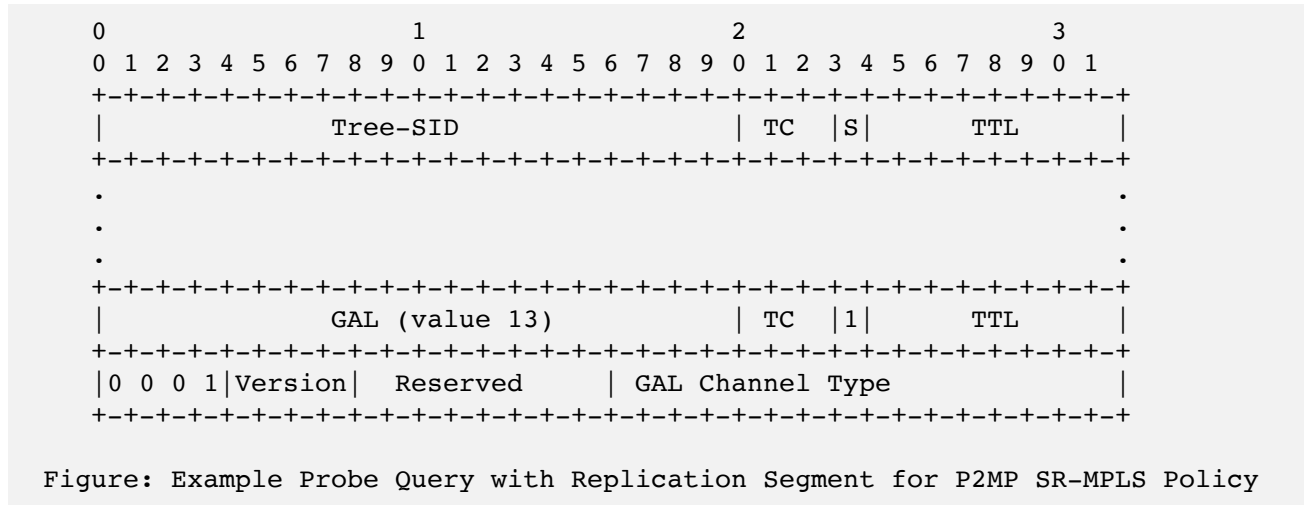 0                   1                   2                   3
 0 1 2 3 4 5 6 7 8 9 0 1 2 3 4 5 6 7 8 9 0 1 2 3 4 5 6 7 8 9 0 1
+-+-+-+-+-+-+-+-+-+-+-+-+-+-+-+-+-+-+-+-+-+-+-+-+-+-+-+-+-+-+-+-+
|              Tree-SID                 | TC  |S|      TTL      |
+-+-+-+-+-+-+-+-+-+-+-+-+-+-+-+-+-+-+-+-+-+-+-+-+-+-+-+-+-+-+-+-+
.                                                               .
.                                                               .
.                                                               .
+-+-+-+-+-+-+-+-+-+-+-+-+-+-+-+-+-+-+-+-+-+-+-+-+-+-+-+-+-+-+-+-+
|              GAL (value 13)           | TC  |1|      TTL      |
+-+-+-+-+-+-+-+-+-+-+-+-+-+-+-+-+-+-+-+-+-+-+-+-+-+-+-+-+-+-+-+-+
|0 0 0 1|Version|  Reserved     | GAL Channel Type              |
+-+-+-+-+-+-+-+-+-+-+-+-+-+-+-+-+-+-+-+-+-+-+-+-+-+-+-+-+-+-+-+-+
Figure: Example Probe Query with Replication Segment for P2MP SR-MPLS Policy